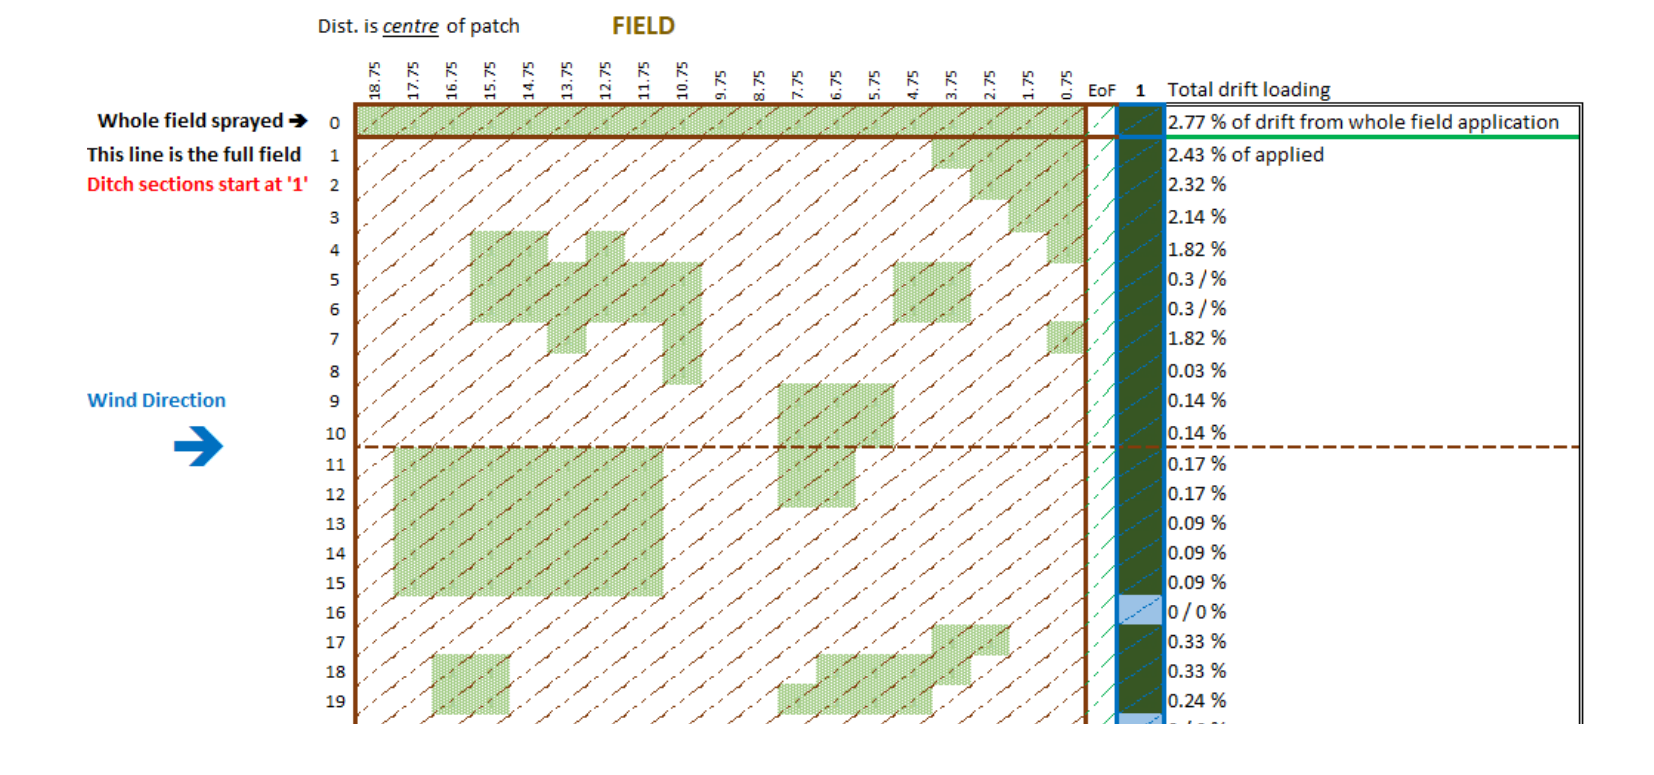 Dist. is centre of patch FIELD
18.75 17.75 16.75 15.75 14.75 13.75 12.75 11.75 10.75 9.75 8.75 7.75 6.75 5.75 4.75 3.75 2.75 1.75 0.75 EoF 1 Total drift loading
Whole field sprayed ➔ 0 2.77 % of drift from whole field application
This line is the full field 1 2.43 % of applied
Ditch sections start at '1' 2 2.32 %
3 2.14 %
4 1.82 %
5 0.3 / %
6 0.3 / %
7 1.82 %
8 0.03 %
Wind Direction 9 0.14 %
10 0.14 %
11 0.17 %
12 0.17 %
13 0.09 %
14 0.09 %
15 0.09 %
16 0 / 0 %
17 0.33 %
18 0.33 %
19 0.24 %